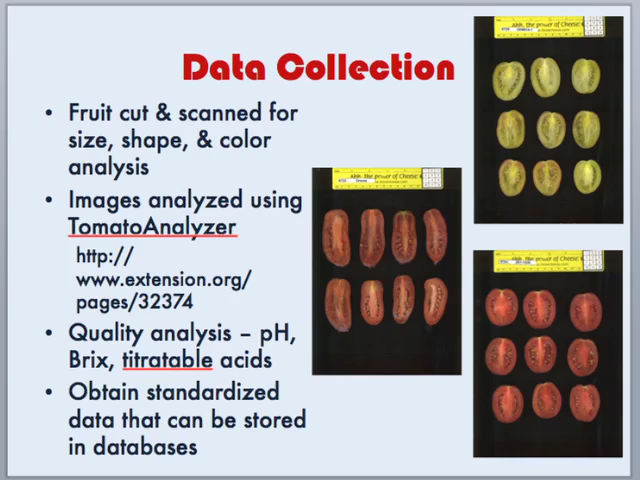 Data Collection
• Fruit cut & scanned for
size, shape, & color
analysis
• Images analyzed using
TomatoAnalyzer
http://
www.extension.org/
pages/32374
• Quality analysis – pH,
Brix, titratable acids
• Obtain standardized
data that can be stored
in databases
Ahh, the power of Cheese
Ahh, the power of Cheese
Ahh, the power of Cheese